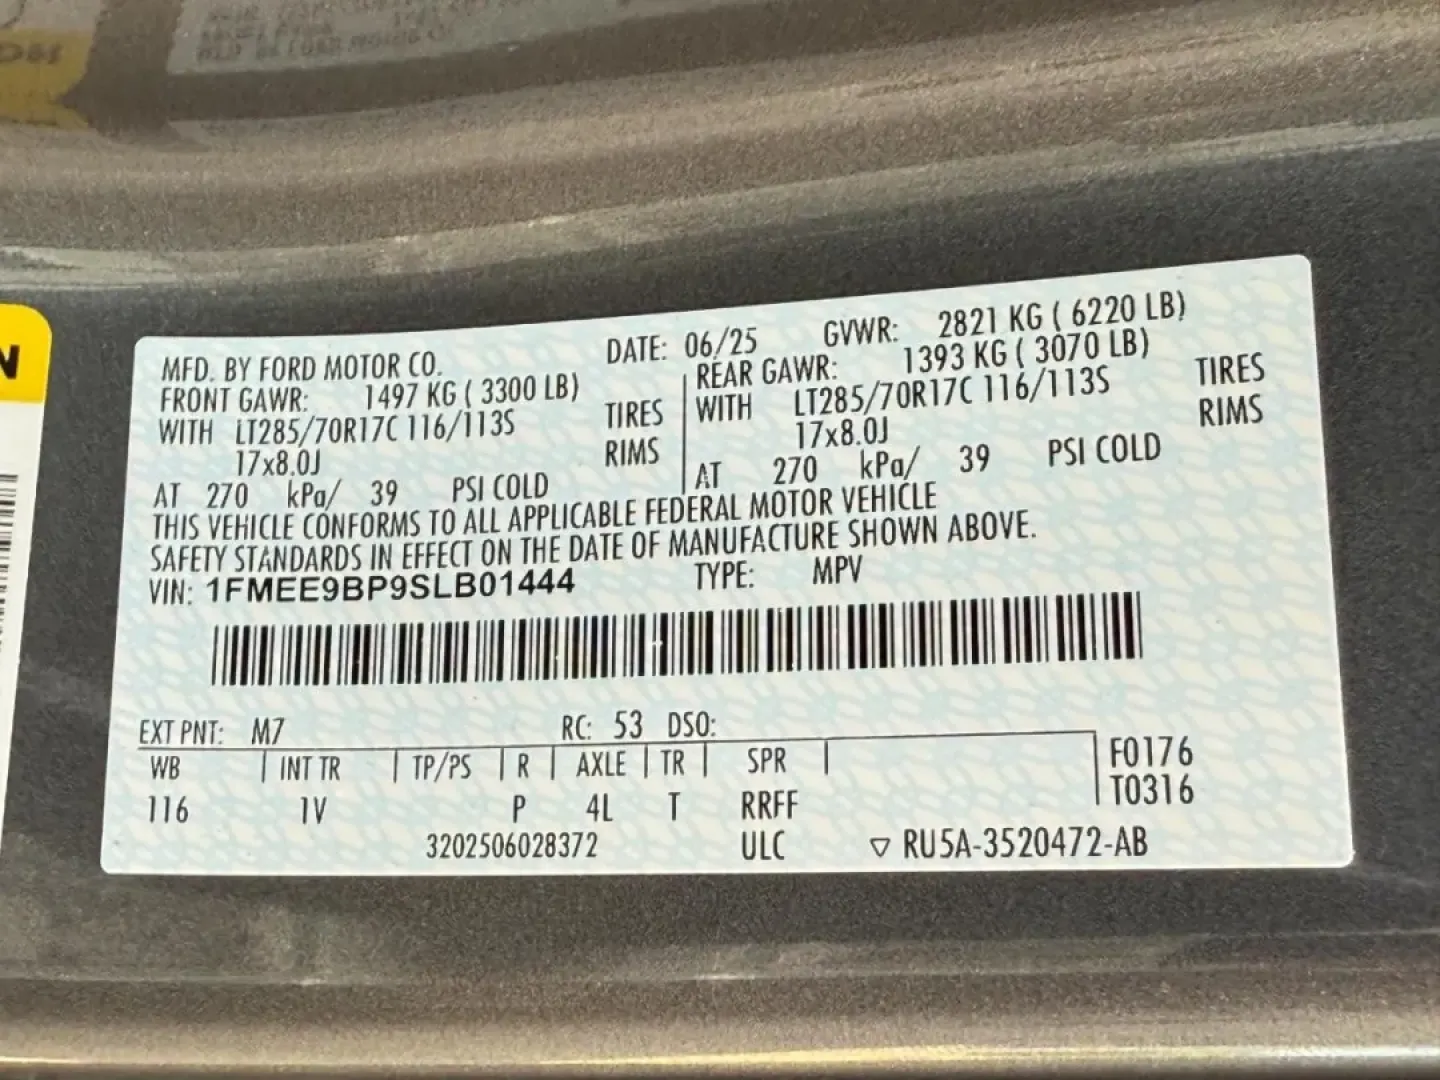 MFD. BY FORD MOTOR CO. DATE: 06/25 GVWR: 2821 KG ( 6220 LB)
FRONT GAWR: 1497 KG ( 3300 LB) REAR GAWR: 1393 KG ( 3070 LB)
WITH LT285/70R17C 116/113S TIRES WITH LT285/70R17C 116/113S TIRES
17x8.0J RIMS 17x8.0J RIMS
AT 270 kPa/ 39 PSI COLD AT 270 kPa/ 39 PSI COLD
THIS VEHICLE CONFORMS TO ALL APPLICABLE FEDERAL MOTOR VEHICLE
SAFETY STANDARDS IN EFFECT ON THE DATE OF MANUFACTURE SHOWN ABOVE.
VIN: 1FMEE9BP9SLB01444 TYPE: MPV
EXT PNT: M7 RC: 53 DSO:
WB INT TR TP/PS R AXLE TR SPR F0176
116 1V P 4L T RRFF T0316
3202506028372 ULC ▽ RU5A-3520472-AB
N